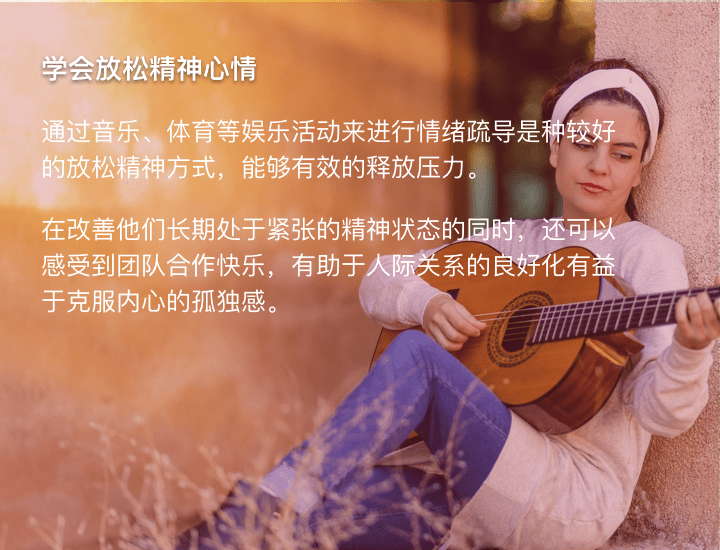 学会放松精神心情
通过音乐、体育等娱乐活动来进行情绪疏导是种较好
的放松精神方式，能够有效的释放压力。
在改善他们长期处于紧张的精神状态的同时，还可以
感受到团队合作快乐，有助于人际关系的良好化有益
于克服内心的孤独感。